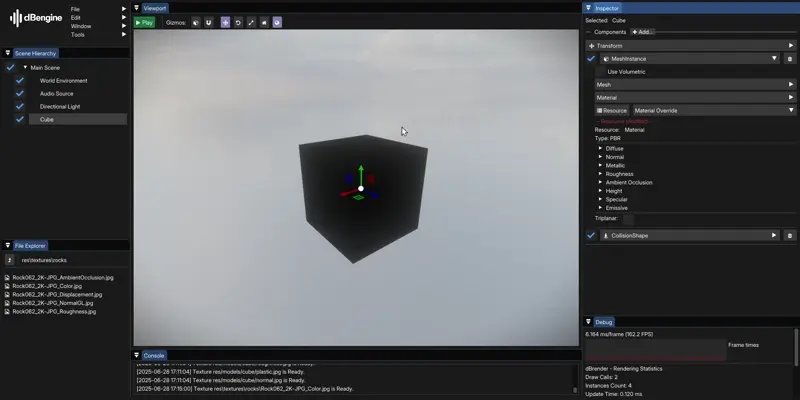 dBengine
File
Edit
Window
Tools
Scene Hierarchy
Main Scene
World Environment
Audio Source
Directional Light
Cube
File Explorer
res\textures\rocks
Rock062_2K-JPG_AmbientOcclusion.jpg
Rock062_2K-JPG_Color.jpg
Rock062_2K-JPG_Displacement.jpg
Rock062_2K-JPG_NormalGL.jpg
Rock062_2K-JPG_Roughness.jpg
Viewport
Play
Gizmos:
Console
[2025-06-28 17:11:04] Texture res/models/cube/plastic.jpg is Ready.
[2025-06-28 17:11:04] Texture res/models/cube/normal.jpg is Ready.
[2025-06-28 17:15:00] Texture res\textures\rocks\Rock062_2K-JPG_Color.jpg is Ready.
Inspector
Selected: Cube
Components
Add..
Transform
MeshInstance
Use Volumetric
Mesh
Material
Resource
Material Override
Resource: Material
Type: PBR
Diffuse
Normal
Metallic
Roughness
Ambient Occlusion
Height
Specular
Emissive
Triplanar:
CollisionShape
Debug
6.164 ms/frame (162.2 FPS)
Frame times
dBrender - Rendering Statistics
Draw Calls: 2
Instances Count: 4
Update Time: 0.120 ms